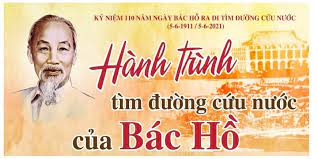 KỶ NIỆM 110 NĂM NGÀY BÁC HỒ RA ĐI TÌM ĐƯỜNG CỨU NƯỚC
(5-6-1911 / 5-6-2021)
Hành trình
tìm đường cứu nước
của Bác Hồ